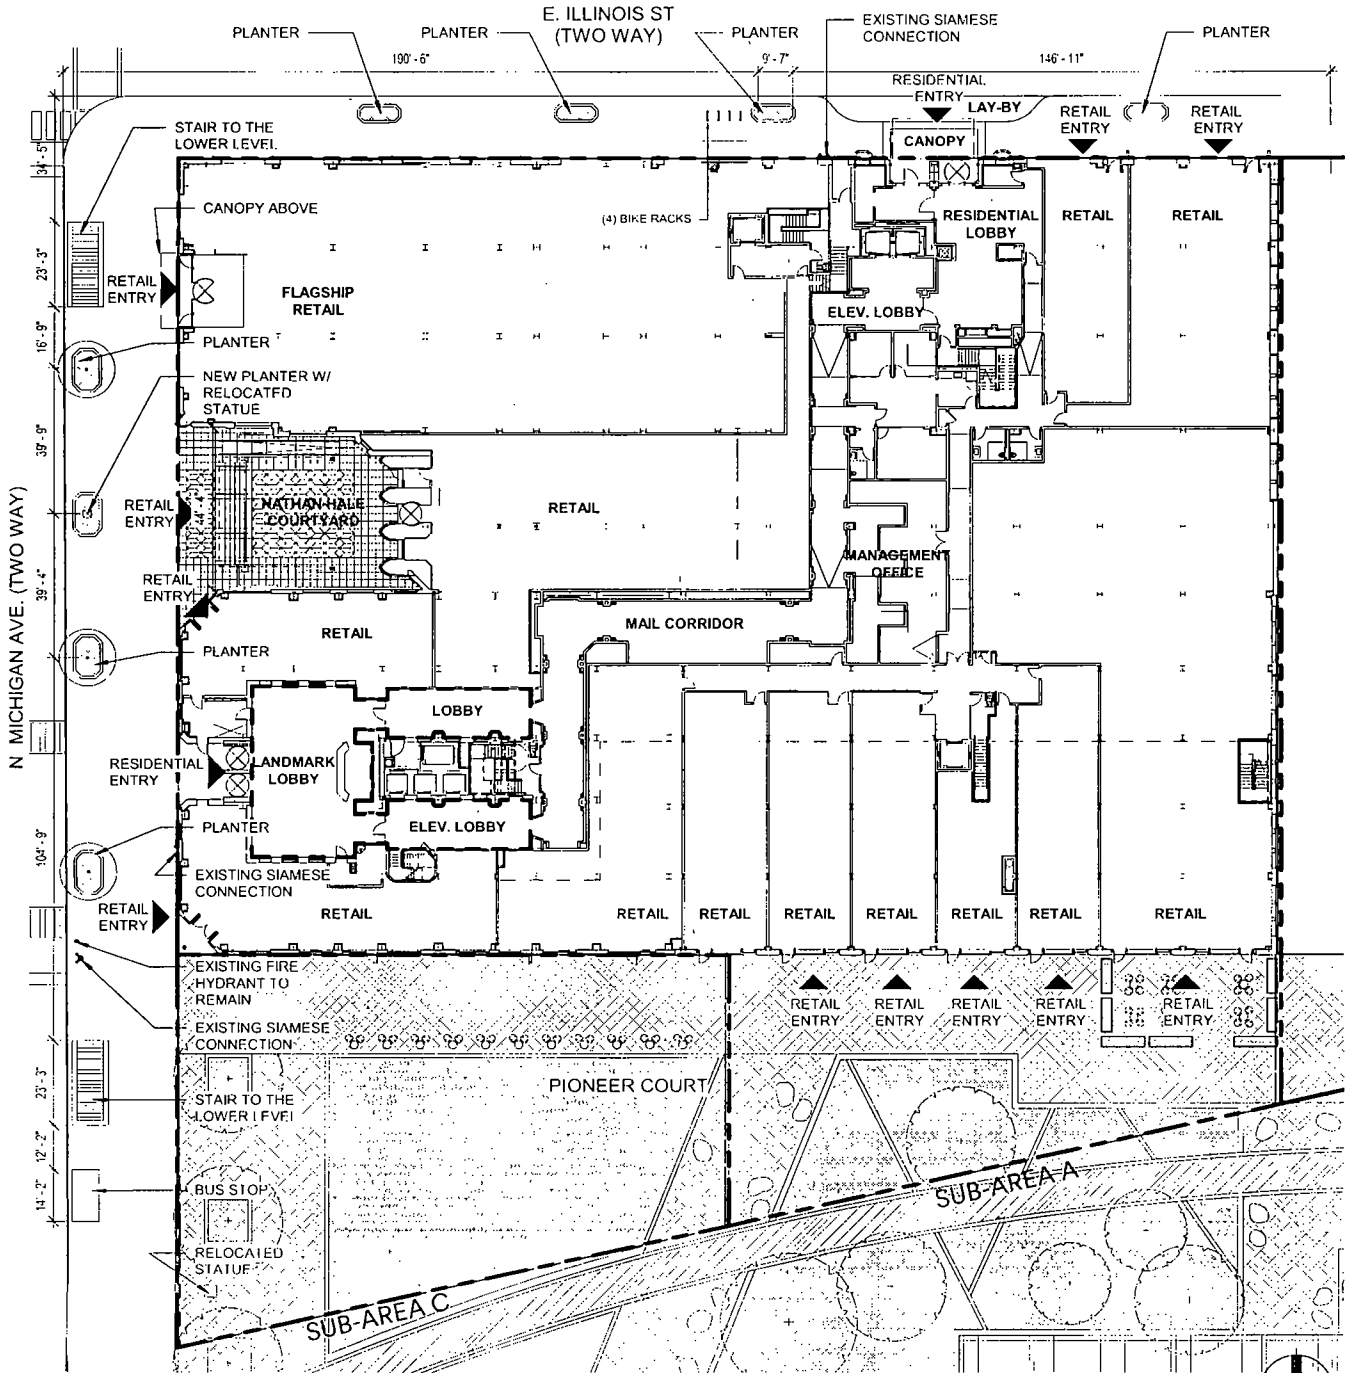 E. ILLINOIS ST
(TWO WAY)
PLANTER
PLANTER
PLANTER
EXISTING SIAMESE
CONNECTION
PLANTER
190' - 6"
9' - 7"
146' - 11"
RESIDENTIAL
ENTRY
LAY-BY
RETAIL
ENTRY
RETAIL
ENTRY
CANOPY
STAIR TO THE
LOWER LEVEL
34' - 5"
CANOPY ABOVE
(4) BIKE RACKS
RESIDENTIAL
LOBBY
RETAIL
RETAIL
23' - 3"
RETAIL
ENTRY
FLAGSHIP
RETAIL
ELEV. LOBBY
16' - 9"
PLANTER
NEW PLANTER W/
RELOCATED
STATUE
39' - 9"
N MICHIGAN AVE. (TWO WAY)
RETAIL
ENTRY
44' - 4"
NATHAN HALE
COURTYARD
RETAIL
MANAGEMENT
OFFICE
39' - 4"
RETAIL
ENTRY
RETAIL
MAIL CORRIDOR
PLANTER
LOBBY
RESIDENTIAL
ENTRY
LANDMARK
LOBBY
PLANTER
ELEV. LOBBY
104' - 9"
EXISTING SIAMESE
CONNECTION
RETAIL
ENTRY
RETAIL
RETAIL
RETAIL
RETAIL
RETAIL
RETAIL
RETAIL
RETAIL
EXISTING FIRE
HYDRANT TO
REMAIN
EXISTING SIAMESE
CONNECTION
RETAIL
ENTRY
RETAIL
ENTRY
RETAIL
ENTRY
RETAIL
ENTRY
RETAIL
ENTRY
23' - 3"
PIONEER COURT
STAIR TO THE
LOWER LEVEL
12' - 2"
14' - 2"
BUS STOP
SUB-AREA A
RELOCATED
STATUE
SUB-AREA C